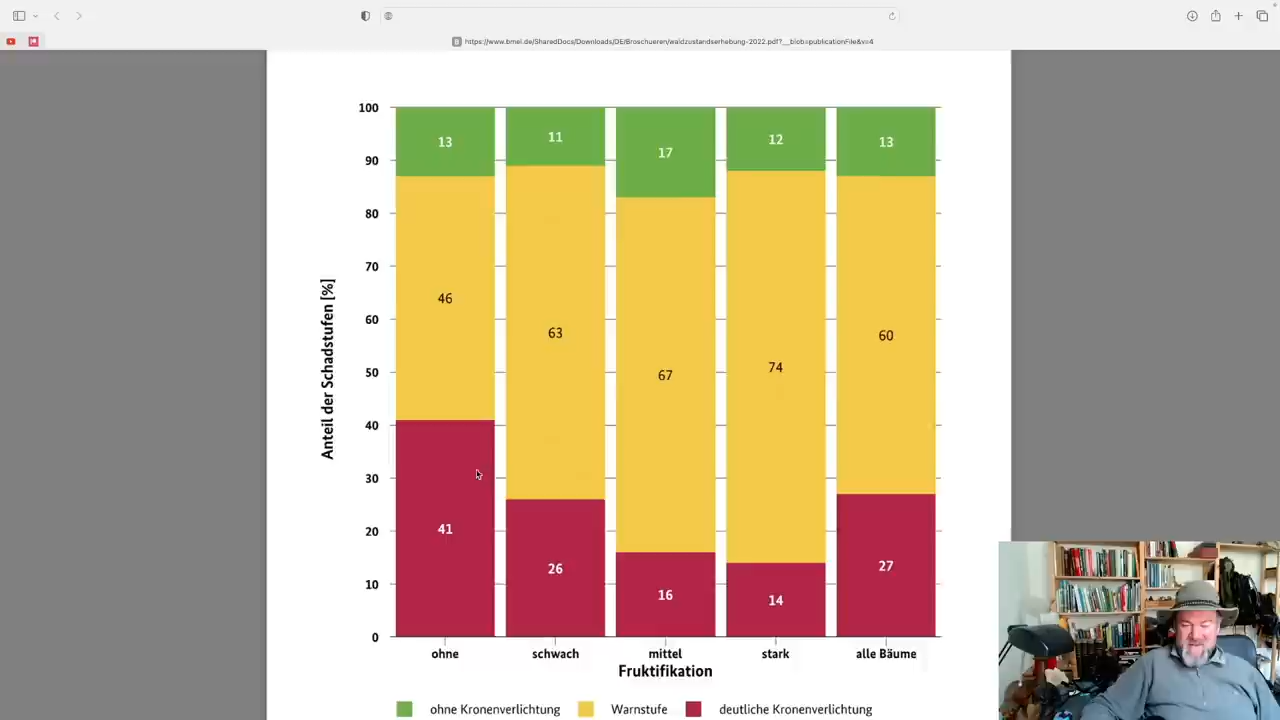 https://www.bmel.de/SharedDocs/Downloads/DE/Broschueren/waldzustandserhebung-2022.pdf?__blob=publicationFile&v=4
100
90
80
70
60
50
40
30
20
10
0
Anteil der Schadstufen [%]
13
11
17
12
13
46
63
67
74
60
41
26
16
14
27
ohne
schwach
mittel
stark
alle Bäume
Fruktifikation
ohne Kronenverlichtung
Warnstufe
deutliche Kronenverlichtung